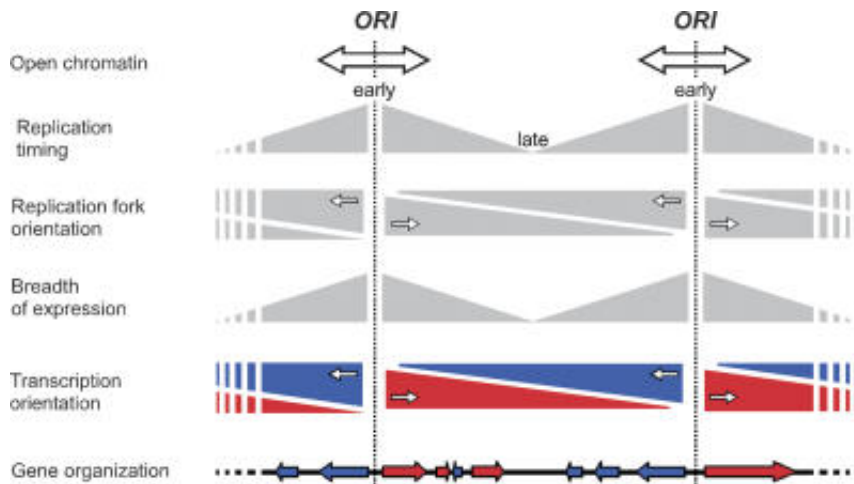 ORI ORI
Open chromatin
early early
Replication
timing
late
Replication fork
orientation
Breadth
of expression
Transcription
orientation
Gene organization